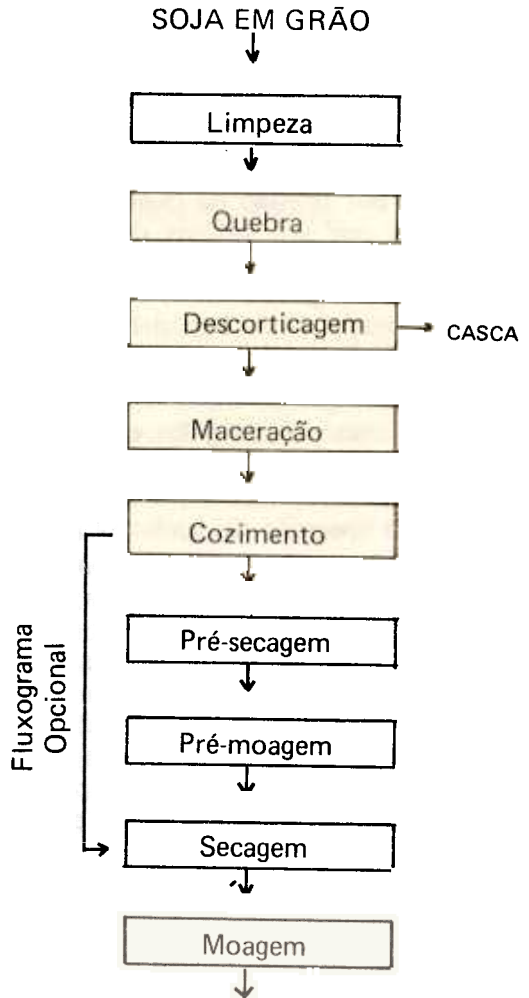 SOJA EM GRÃO
Limpeza
Quebra
Descorticagem
CASCA
Maceração
Cozimento
Fluxograma
Opcional
Pré-secagem
Pré-moagem
Secagem
Moagem